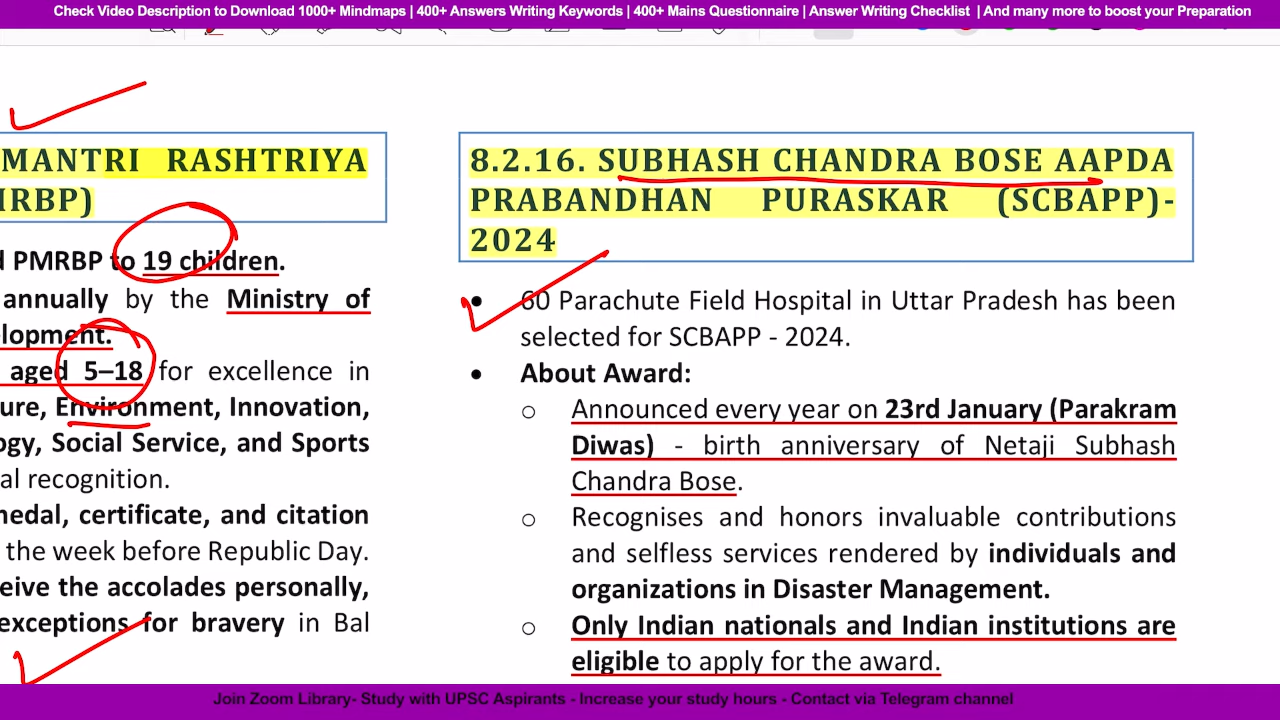 Check Video Description to Download 1000+ Mindmaps | 400+ Answers Writing Keywords | 400+ Mains Questionnaire | Answer Writing Checklist | And many more to boost your Preparation
MANTRI RASHTRIYA
IRBP)
d PMRBP to 19 children.
annually by the Ministry of
elopment.
aged 5–18 for excellence in
ure, Environment, Innovation,
ogy, Social Service, and Sports
al recognition.
nedal, certificate, and citation
the week before Republic Day.
eive the accolades personally,
exceptions for bravery in Bal
8.2.16. SUBHASH CHANDRA BOSE AAPDA
PRABANDHAN PURASKAR (SCBAPP)-
2024
• 60 Parachute Field Hospital in Uttar Pradesh has been
selected for SCBAPP - 2024.
• About Award:
o Announced every year on 23rd January (Parakram
Diwas) - birth anniversary of Netaji Subhash
Chandra Bose.
o Recognises and honors invaluable contributions
and selfless services rendered by individuals and
organizations in Disaster Management.
o Only Indian nationals and Indian institutions are
eligible to apply for the award.
Join Zoom Library- Study with UPSC Aspirants - Increase your study hours - Contact via Telegram channel